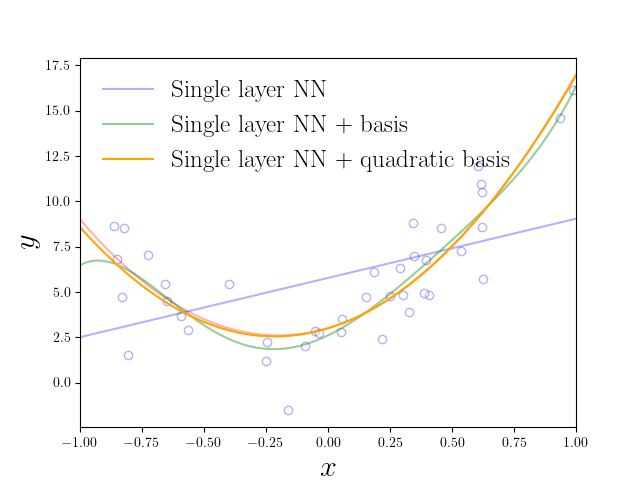 17.5
15.0
12.5
10.0
7.5
5.0
2.5
0.0
y
Single layer NN
Single layer NN + basis
Single layer NN + quadratic basis
−1.00 −0.75 −0.50 −0.25 0.00 0.25 0.50 0.75 1.00
x